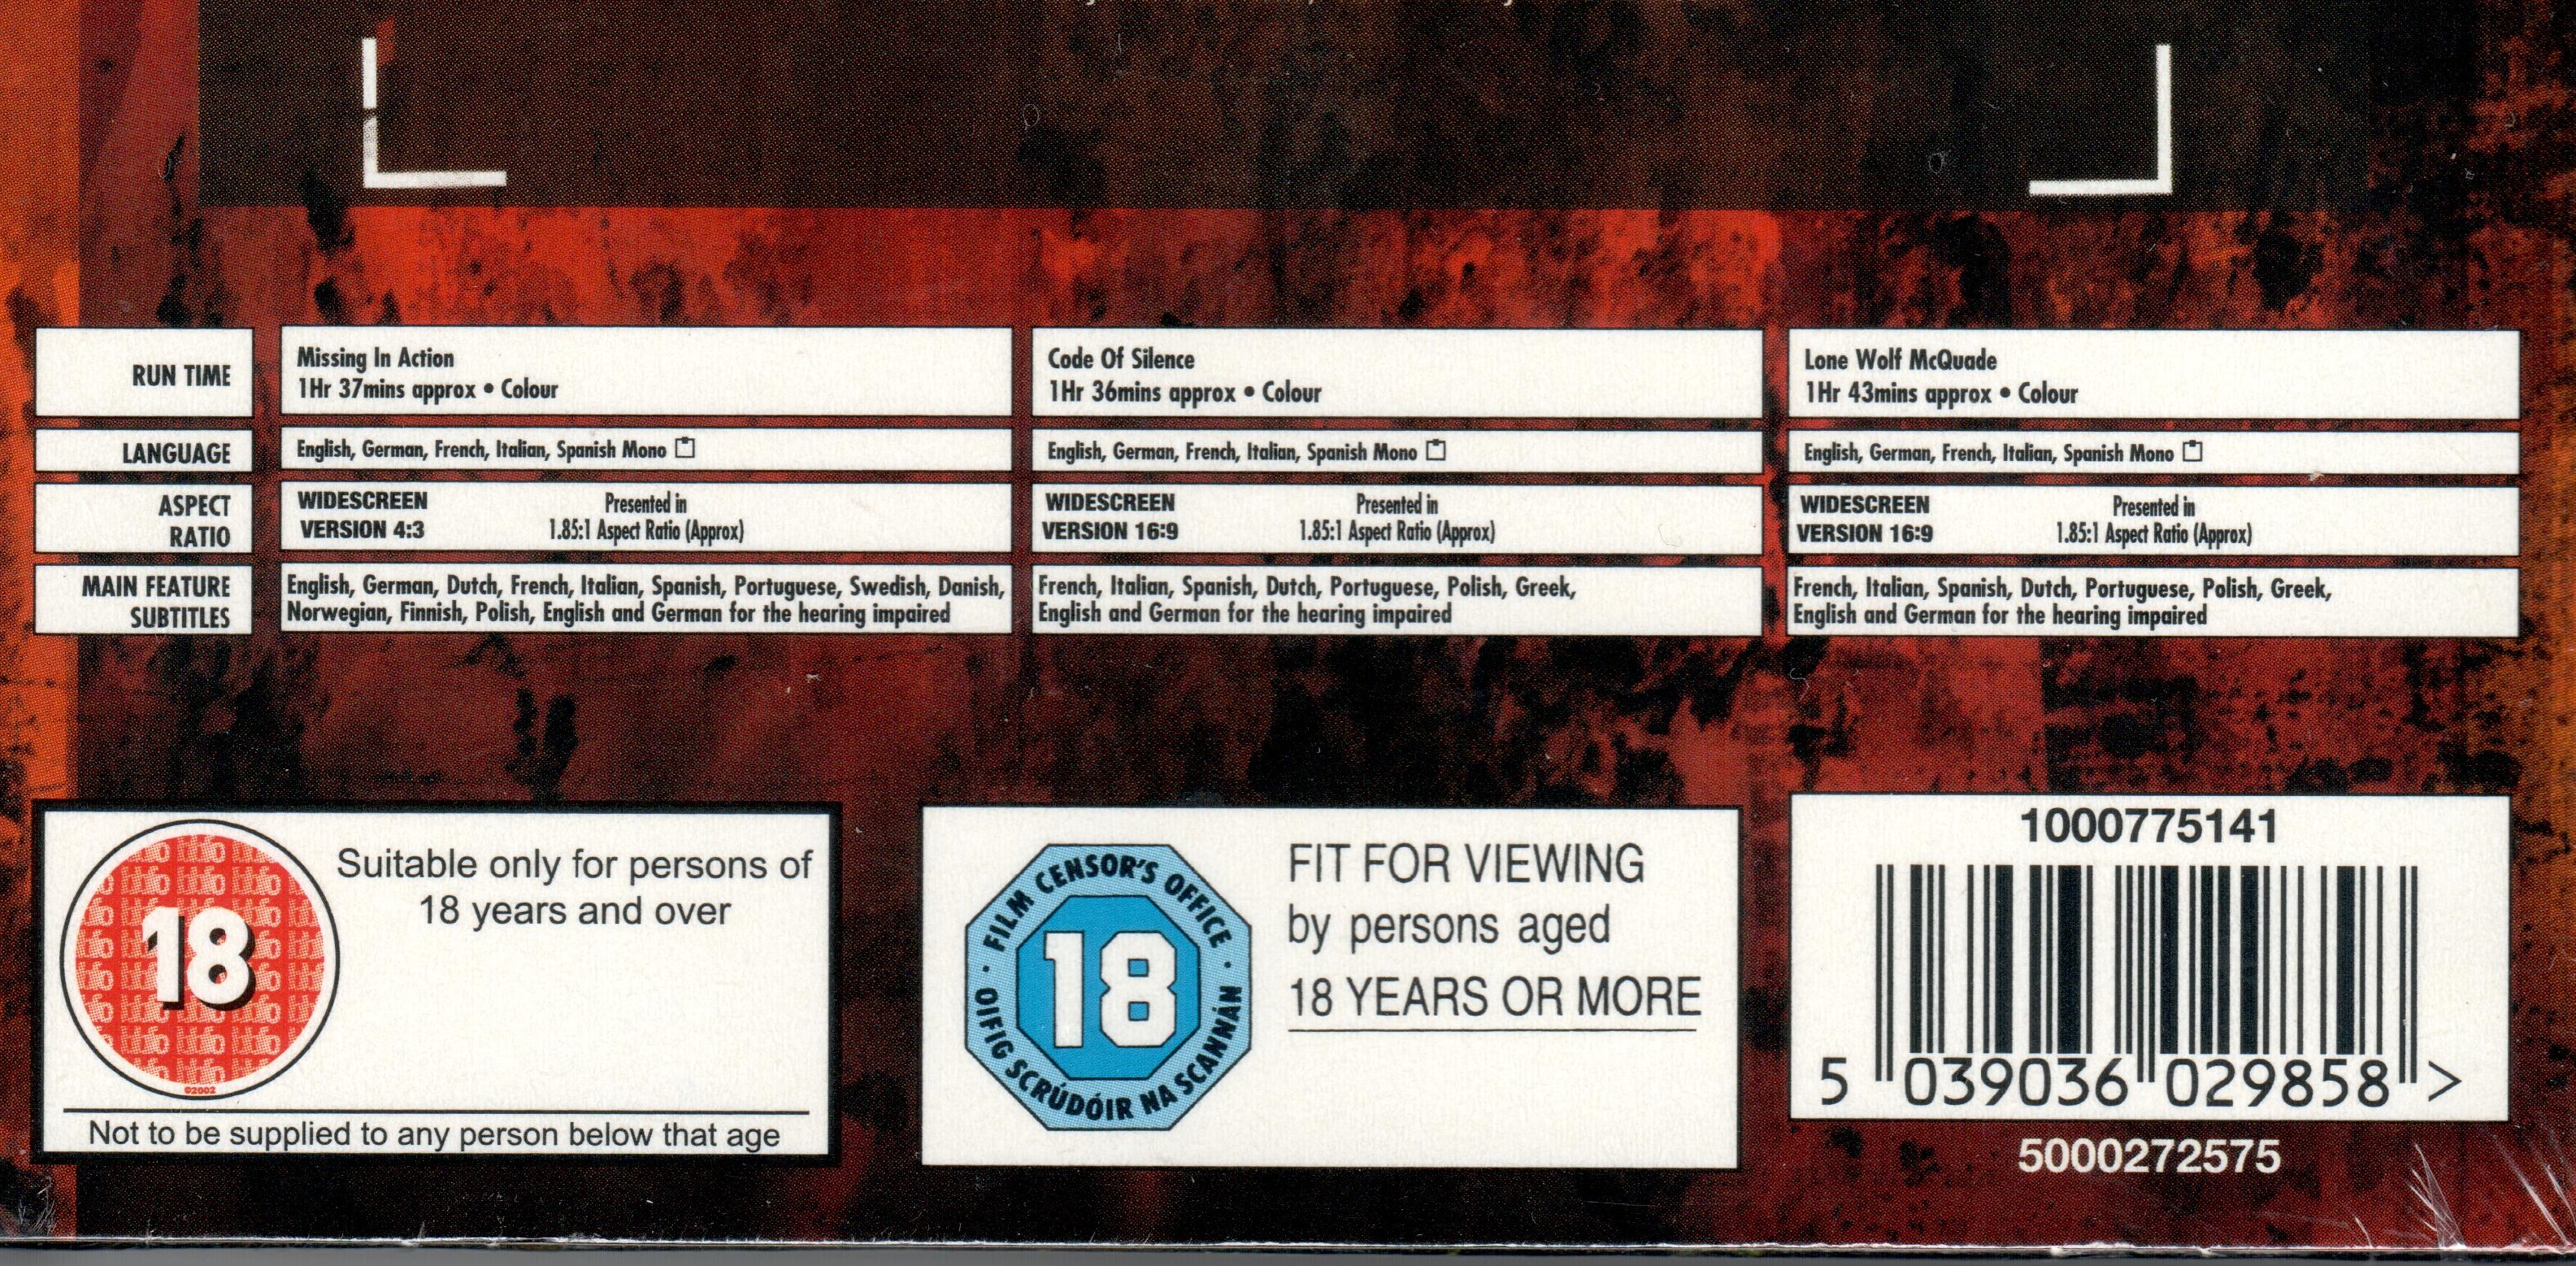 RUN TIME
Missing In Action
1Hr 37mins approx • Colour
Code Of Silence
1Hr 36mins approx • Colour
Lone Wolf McQuade
1Hr 43mins approx • Colour
LANGUAGE
English, German, French, Italian, Spanish Mono
English, German, French, Italian, Spanish Mono
English, German, French, Italian, Spanish Mono
ASPECT
RATIO
WIDESCREEN
VERSION 4:3
Presented in
1.85:1 Aspect Ratio (Approx)
WIDESCREEN
VERSION 16:9
Presented in
1.85:1 Aspect Ratio (Approx)
WIDESCREEN
VERSION 16:9
Presented in
1.85:1 Aspect Ratio (Approx)
MAIN FEATURE
SUBTITLES
English, German, Dutch, French, Italian, Spanish, Portuguese, Swedish, Danish,
Norwegian, Finnish, Polish, English and German for the hearing impaired
French, Italian, Spanish, Dutch, Portuguese, Polish, Greek,
English and German for the hearing impaired
French, Italian, Spanish, Dutch, Portuguese, Polish, Greek,
English and German for the hearing impaired
18
©2002
Suitable only for persons of
18 years and over
Not to be supplied to any person below that age
FILM CENSOR'S OFFICE
18
OIFIG SCRÚDÓIR NA SCANNÁN
FIT FOR VIEWING
by persons aged
18 YEARS OR MORE
1000775141
5 039036 029858 >
5000272575